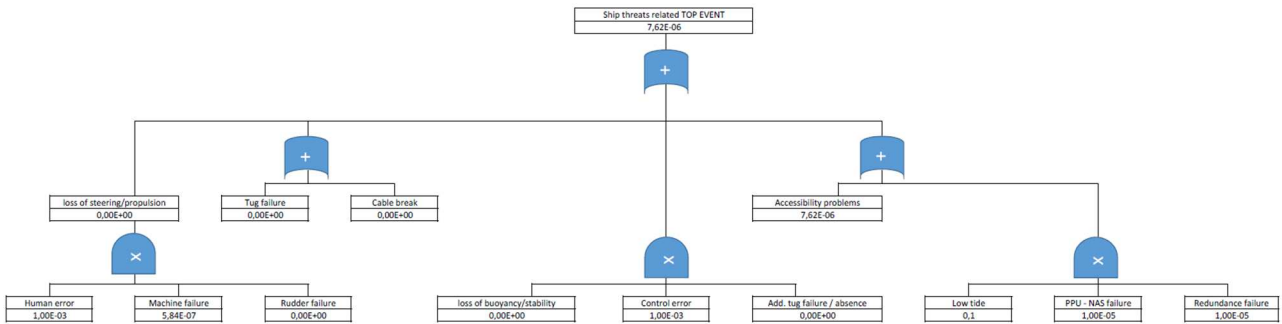 Ship threats related TOP EVENT
7,62E-06
+
+
+
loss of steering/propulsion
0,00E+00
Tug failure
0,00E+00
Cable break
0,00E+00
Accessibility problems
7,62E-06
x
x
x
Human error
1,00E-03
Machine failure
5,84E-07
Rudder failure
0,00E+00
loss of buoyancy/stability
0,00E+00
Control error
1,00E-03
Add. tug failure / absence
0,00E+00
Low tide
0,1
PPU - NAS failure
1,00E-05
Redundance failure
1,00E-05